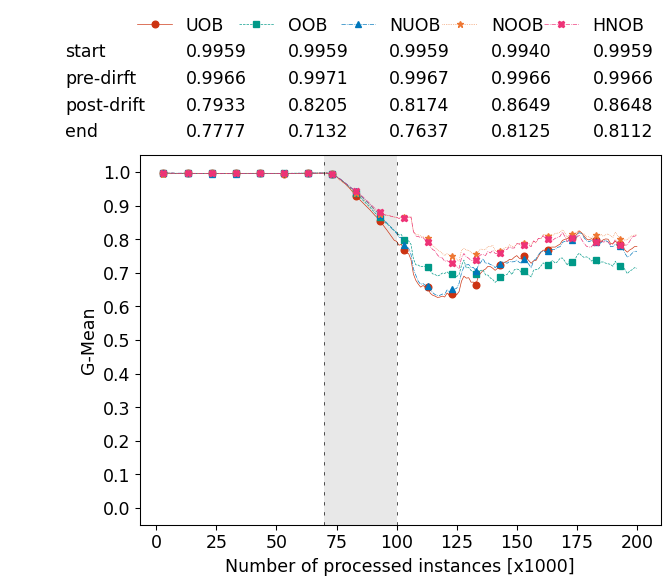 UOB OOB NUOB NOOB HNOB
start 0.9959 0.9959 0.9959 0.9940 0.9959
pre-dirft 0.9966 0.9971 0.9967 0.9966 0.9966
post-drift 0.7933 0.8205 0.8174 0.8649 0.8648
end 0.7777 0.7132 0.7637 0.8125 0.8112
1.0
0.9
0.8
0.7
0.6
0.5
0.4
0.3
0.2
0.1
0.0
G-Mean
0 25 50 75 100 125 150 175 200
Number of processed instances [x1000]